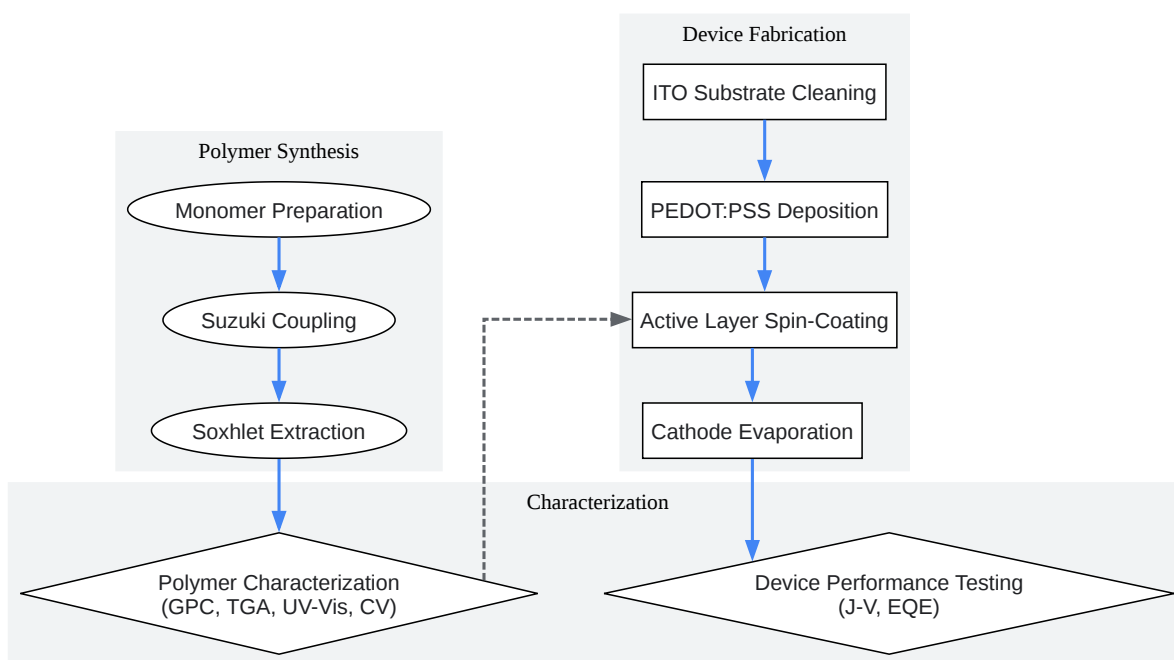 Polymer Synthesis
Monomer Preparation
Suzuki Coupling
Soxhlet Extraction
Device Fabrication
ITO Substrate Cleaning
PEDOT:PSS Deposition
Active Layer Spin-Coating
Cathode Evaporation
Characterization
Polymer Characterization
(GPC, TGA, UV-Vis, CV)
Device Performance Testing
(J-V, EQE)